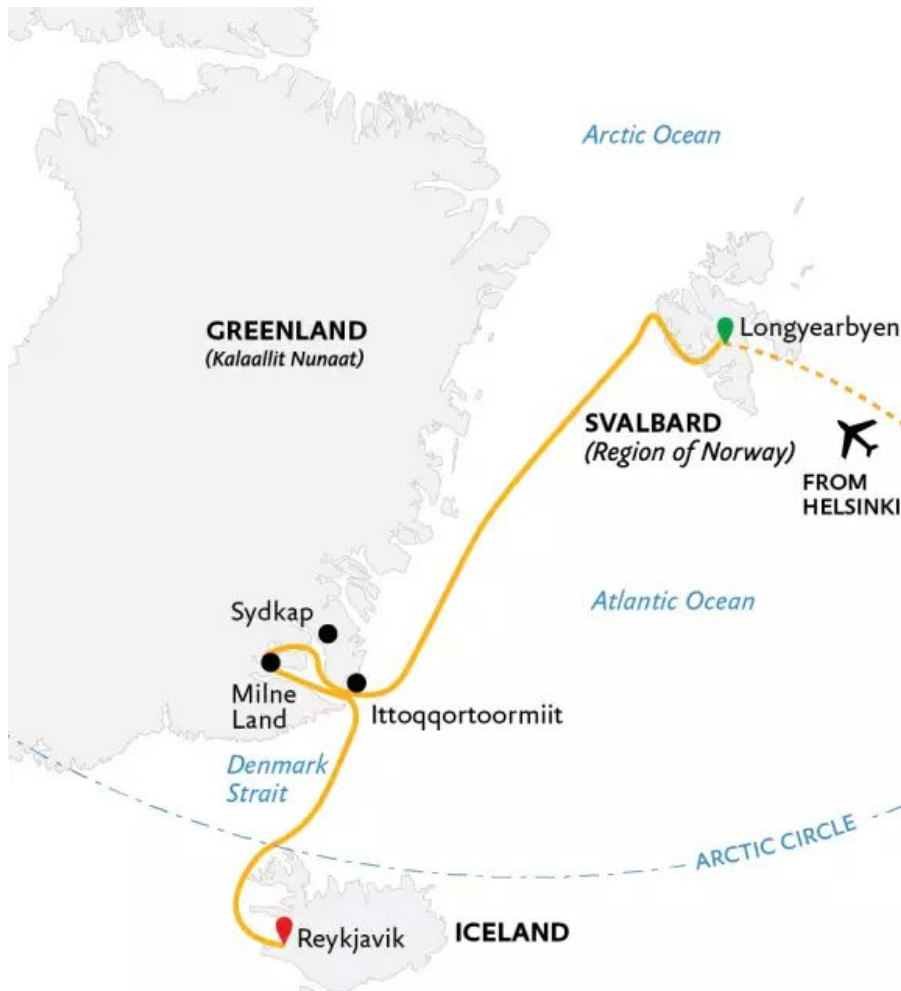 Arctic Ocean
GREENLAND
(Kalaallit Nunaat)
Longyearbyen
SVALBARD
(Region of Norway)
FROM
HELSINKI
Atlantic Ocean
Sydkap
Milne
Land
Ittoqqortoormiit
Denmark
Strait
ARCTIC CIRCLE
Reykjavik
ICELAND